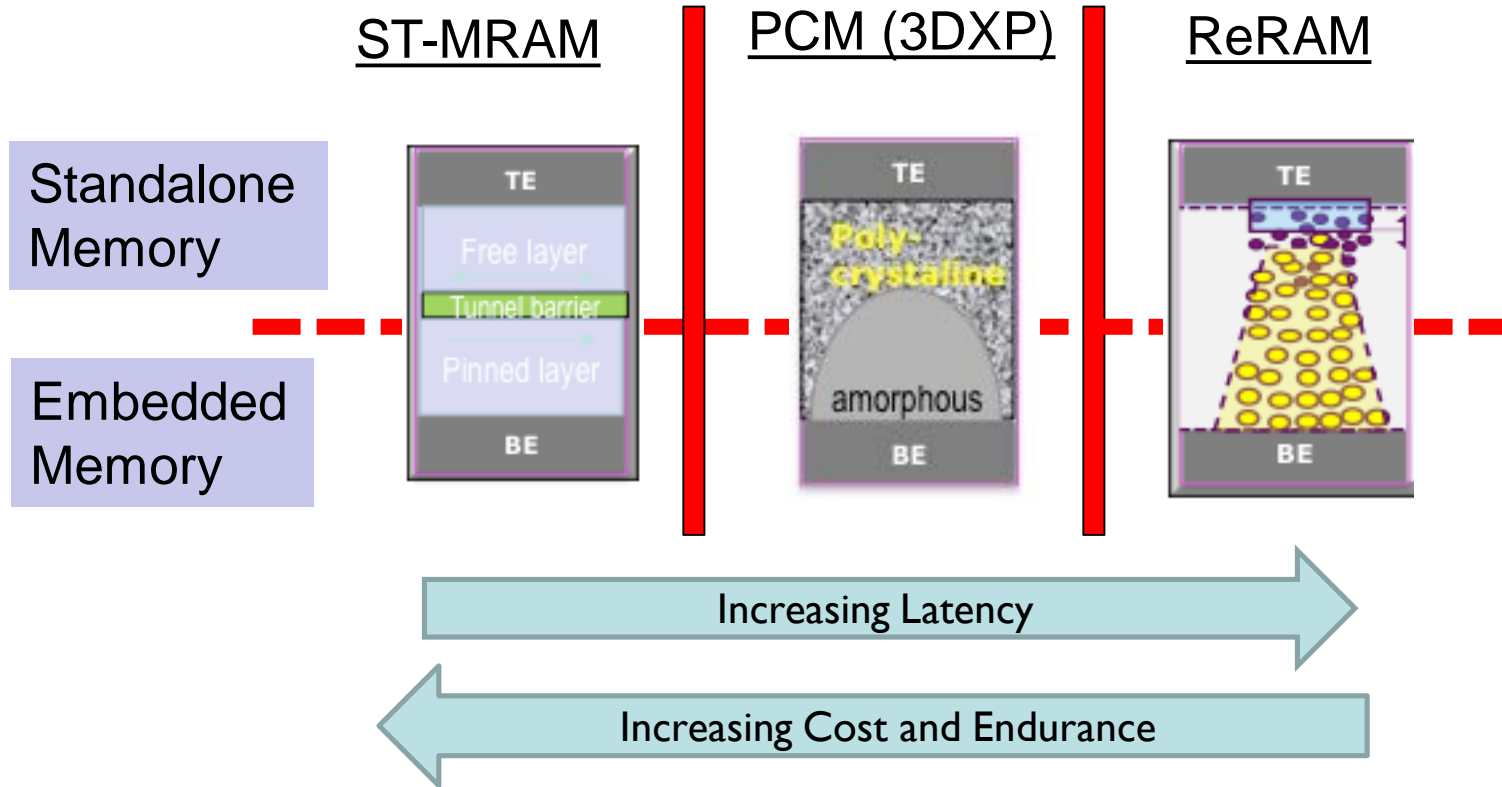 ST-MRAM
PCM (3DXP)
ReRAM
Standalone
Memory
TE
Free layer
Tunnel barrier
Pinned layer
BE
TE
Poly-
crystaline
amorphous
BE
TE
BE
Embedded
Memory
Increasing Latency
Increasing Cost and Endurance